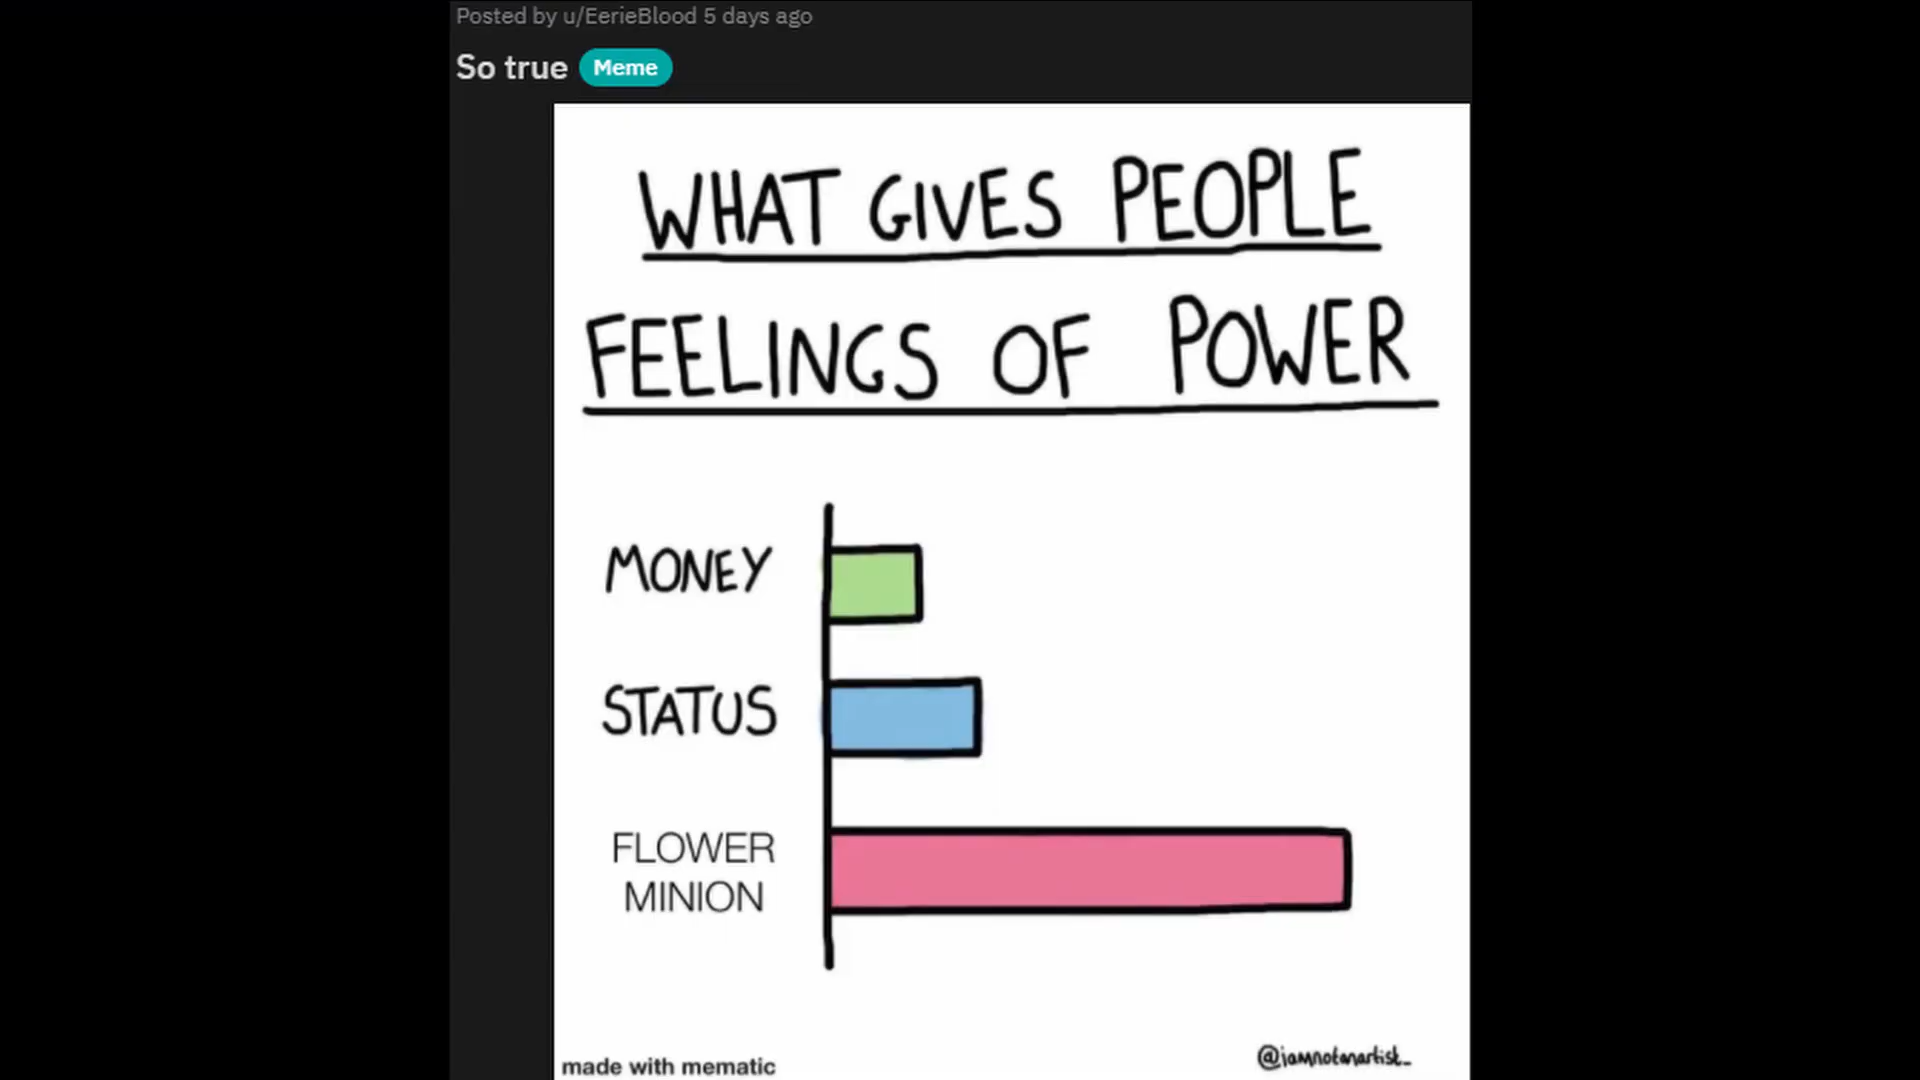 Posted by u/EerieBlood 5 days ago
So true Meme
WHAT GIVES PEOPLE
FEELINGS OF POWER
MONEY
STATUS
FLOWER
MINION
made with mematic
@iamnotanartist_